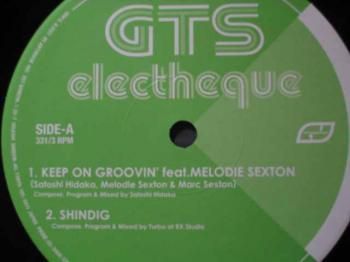 GTS
electheque
SIDE-A
33 1/3 RPM
1. KEEP ON GROOVIN' feat.MELODIE SEXTON
(Satoshi Hidaka, Melodie Sexton & Marc Sexton)
Compose. Program & Mixed by Satoshi Hidaka
2. SHINDIG
Compose. Program & Mixed by Turbo at RX Studio